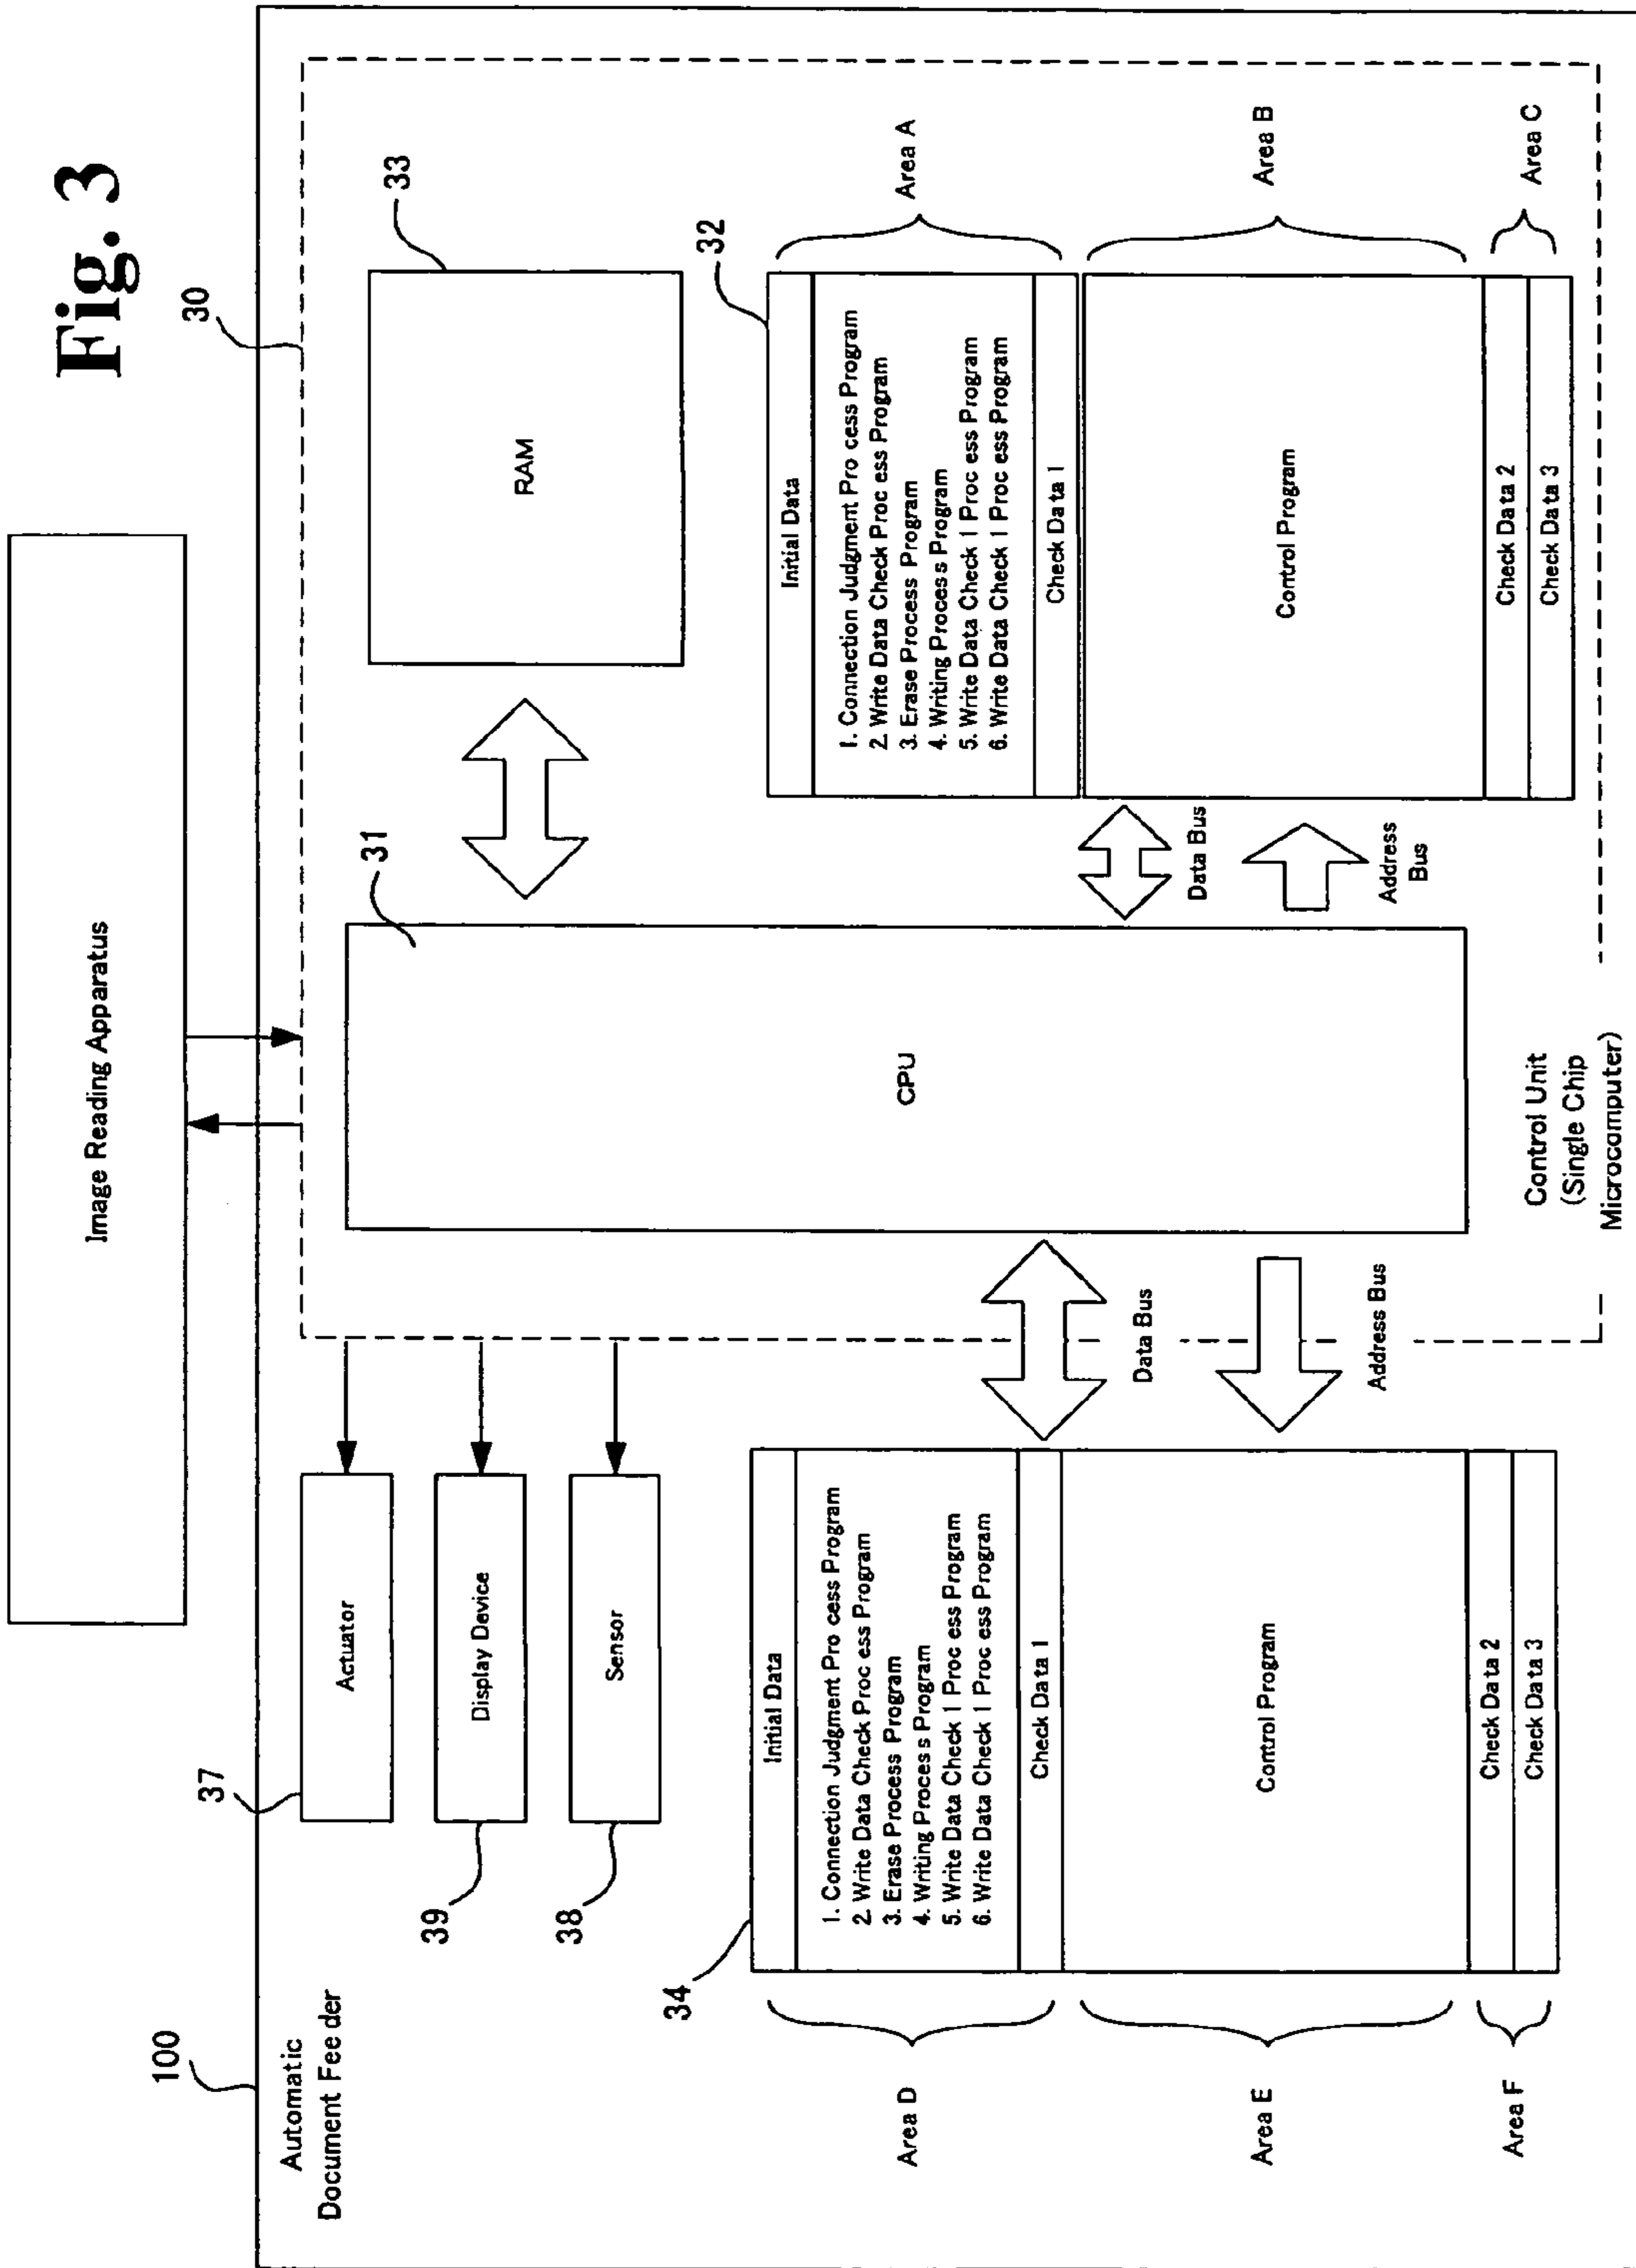 Fig. 3
Image Reading Apparatus
100
Automatic
Document Fee der
30
37
Actuator
39
Display Device
38
Sensor
31
CPU
33
RAM
34
Initial Data
1. Connection Judgment Pro cess Program
2. Write Data Check Proc ess Program
3. Erase Process Program
4. Writing Process Program
5. Write Data Check 1 Proc ess Program
6. Write Data Check 1 Proc ess Program
Check Data 1
Control Program
Check Data 2
Check Data 3
Area D
Area E
Area F
Data Bus
Address Bus
Data Bus
Address
Bus
32
Initial Data
1. Connection Judgment Pro cess Program
2. Write Data Check Proc ess Program
3. Erase Process Program
4. Writing Process Program
5. Write Data Check 1 Proc ess Program
6. Write Data Check 1 Proc ess Program
Check Data 1
Control Program
Check Data 2
Check Data 3
Area A
Area B
Area C
Control Unit
(Single Chip
Microcomputer)